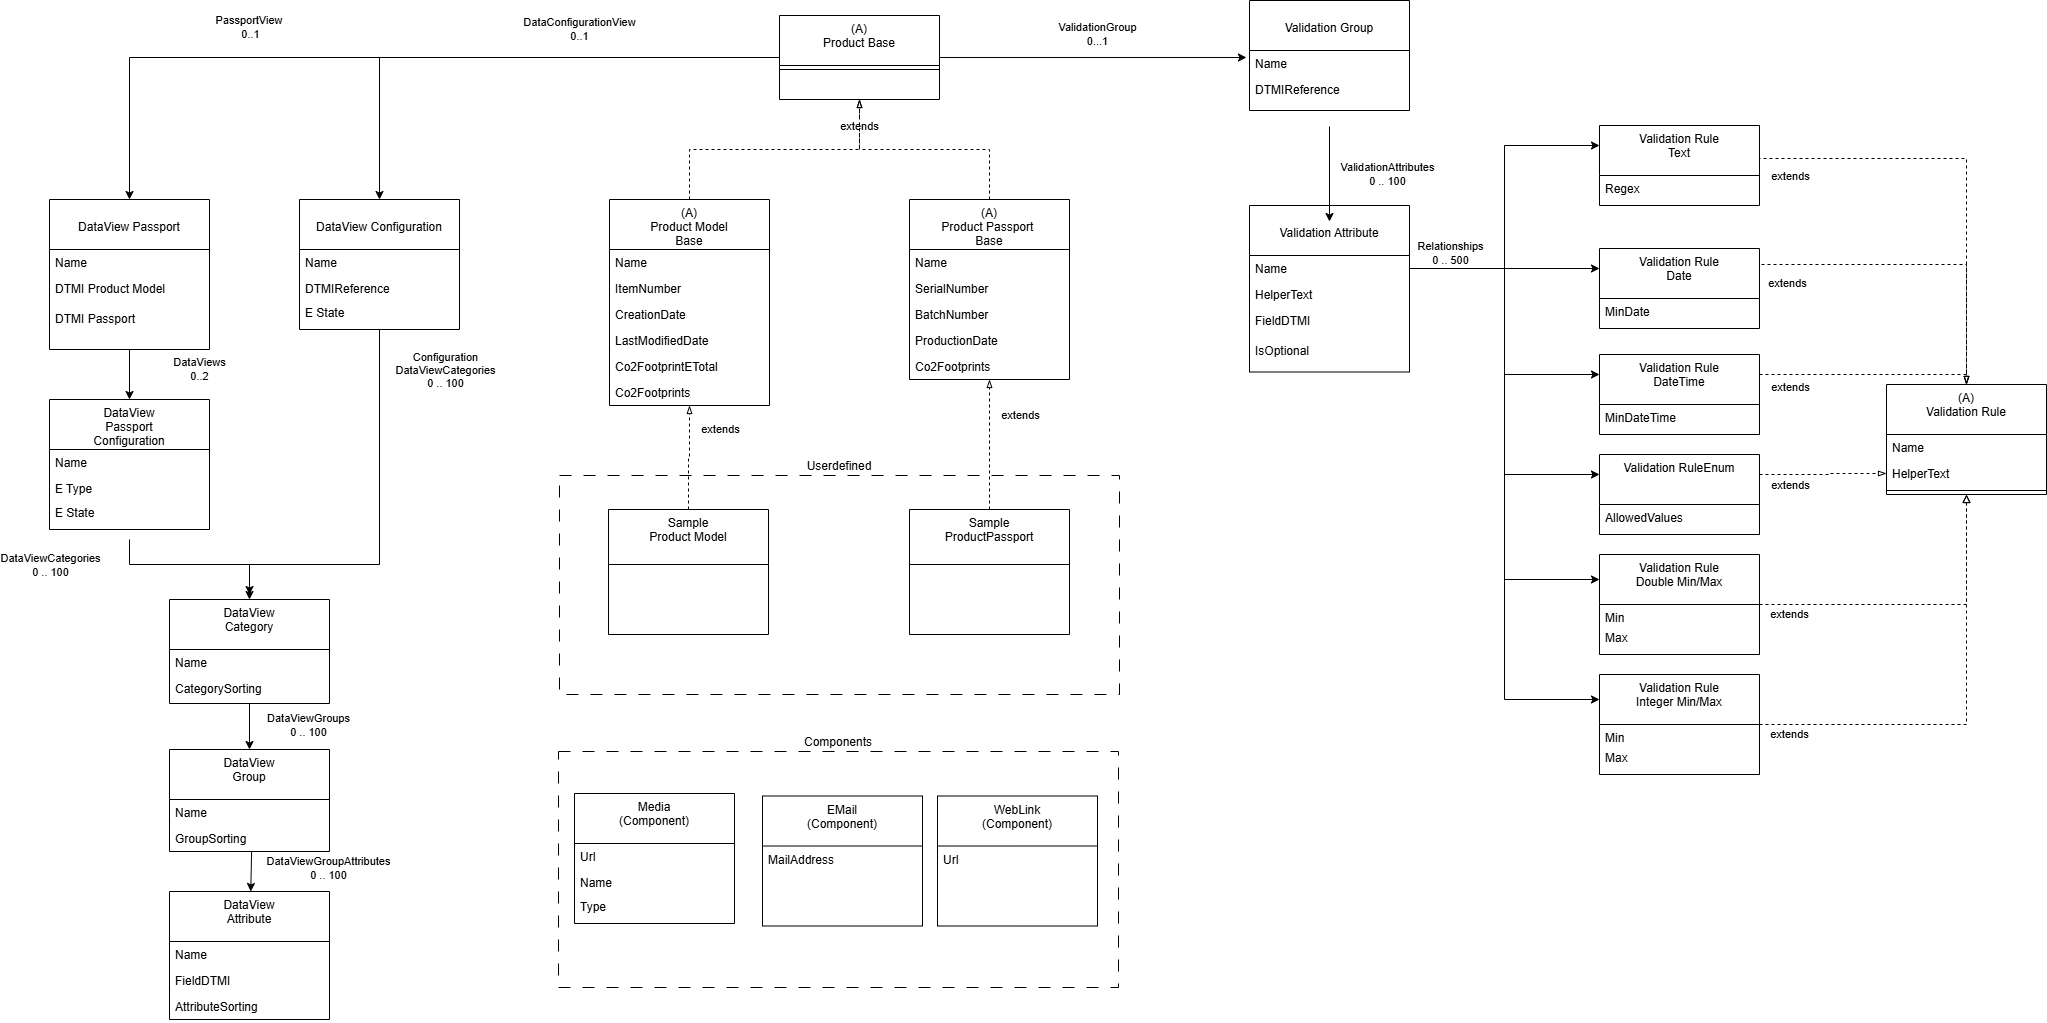 PassportView
0..1
DataConfigurationView
0..1
(A)
Product Base
ValidationGroup
0...1
Validation Group
Name
DTMIReference
extends
ValidationAttributes
0 .. 100
DataView Passport
Name
DTMI Product Model
DTMI Passport
DataView Configuration
Name
DTMIReference
E State
(A)
Product Model
Base
Name
ItemNumber
CreationDate
LastModifiedDate
Co2FootprintETotal
Co2Footprints
(A)
Product Passport
Base
Name
SerialNumber
BatchNumber
ProductionDate
Co2Footprints
Validation Attribute
Name
HelperText
FieldDTMI
IsOptional
Relationships
0 .. 500
Validation Rule
Text
Regex
extends
Validation Rule
Date
MinDate
extends
Validation Rule
DateTime
MinDateTime
extends
Validation RuleEnum
AllowedValues
extends
Validation Rule
Double Min/Max
Min
Max
extends
Validation Rule
Integer Min/Max
Min
Max
extends
(A)
Validation Rule
Name
HelperText
DataViews
0..2
Configuration
DataViewCategories
0 .. 100
DataView
Passport
Configuration
Name
E Type
E State
extends
extends
Userdefined
Sample
Product Model
Sample
ProductPassport
DataViewCategories
0 .. 100
DataView
Category
Name
CategorySorting
DataViewGroups
0 .. 100
DataView
Group
Name
GroupSorting
DataViewGroupAttributes
0 .. 100
DataView
Attribute
Name
FieldDTMI
AttributeSorting
Components
Media
(Component)
Url
Name
Type
EMail
(Component)
MailAddress
WebLink
(Component)
Url